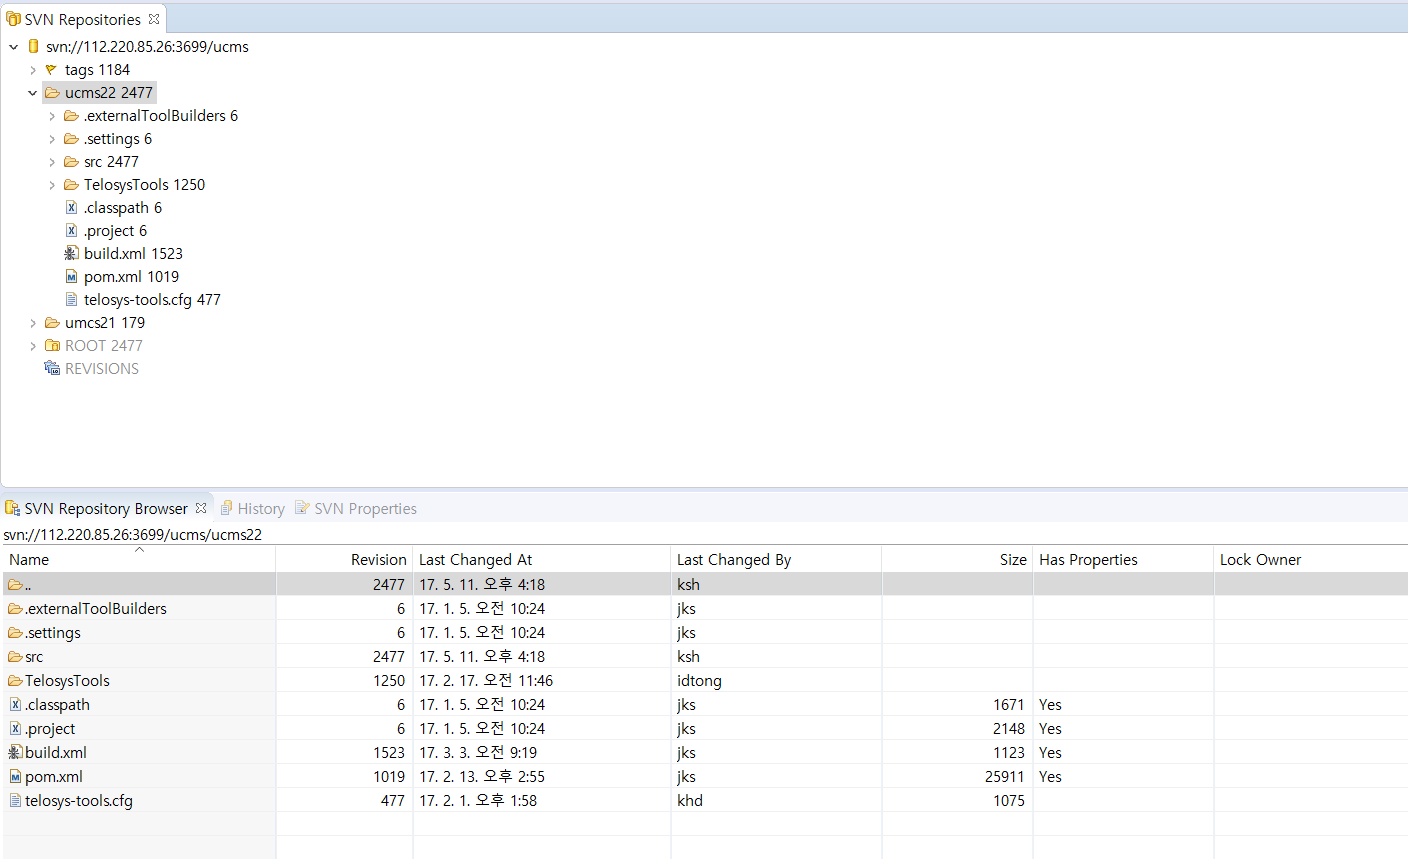 SVN Repositories
svn://112.220.85.26:3699/ucms
tags 1184
ucms22 2477
.externalToolBuilders 6
.settings 6
src 2477
TelosysTools 1250
.classpath 6
.project 6
build.xml 1523
pom.xml 1019
telosys-tools.cfg 477
umcs21 179
ROOT 2477
REVISIONS
SVN Repository Browser History SVN Properties
svn://112.220.85.26:3699/ucms/ucms22
Name Revision Last Changed At Last Changed By Size Has Properties Lock Owner
.. 2477 17. 5. 11. 오후 4:18 ksh
.externalToolBuilders 6 17. 1. 5. 오전 10:24 jks
.settings 6 17. 1. 5. 오전 10:24 jks
src 2477 17. 5. 11. 오후 4:18 ksh
TelosysTools 1250 17. 2. 17. 오전 11:46 idtong
.classpath 6 17. 1. 5. 오전 10:24 jks 1671 Yes
.project 6 17. 1. 5. 오전 10:24 jks 2148 Yes
build.xml 1523 17. 3. 3. 오전 9:19 jks 1123 Yes
pom.xml 1019 17. 2. 13. 오후 2:55 jks 25911 Yes
telosys-tools.cfg 477 17. 2. 1. 오후 1:58 khd 1075